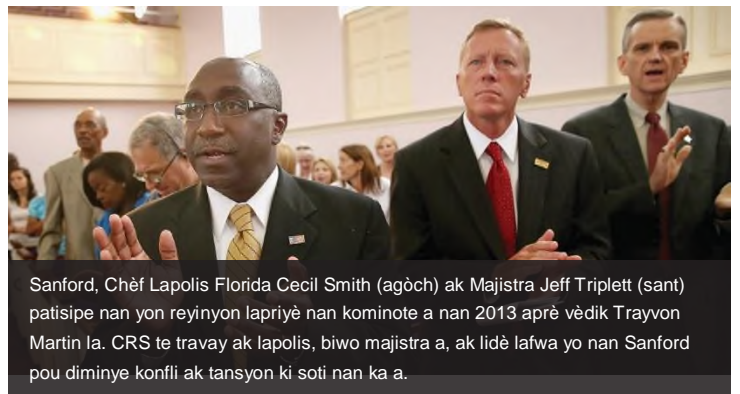 Sanford, Chèf Lapolis Florida Cecil Smith (agòch) ak Majistra Jeff Triplett (sant)
patisipe nan yon reyinyon lapriyè nan kominote a nan 2013 aprè vèdik Trayvon
Martin la. CRS te travay ak lapolis, biwo majistra a, ak lidè lafwa yo nan Sanford
pou diminye konfli ak tansyon ki soti nan ka a.